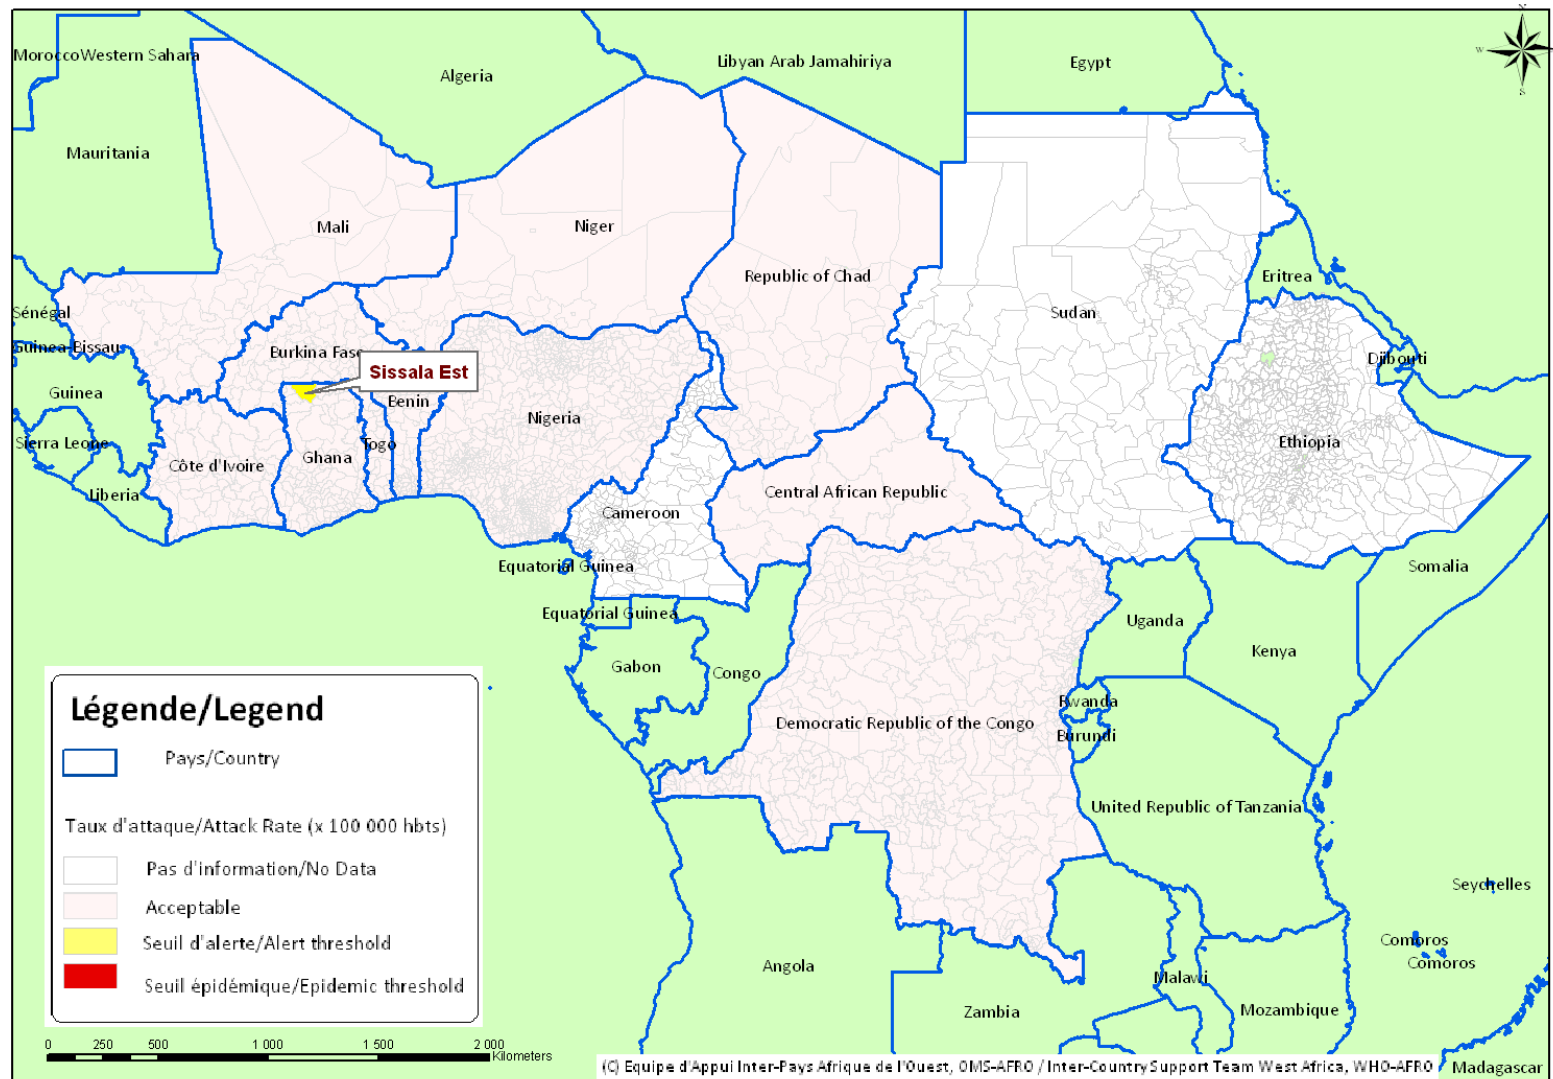 N
W
S
Morocco Western Sahara
Algeria
Libyan Arab Jamahiriya
Egypt
Mauritania
Mali
Niger
Republic of Chad
Sudan
Eritrea
Sénégal
Guinea-Bissau
Burkina Faso
Sissala Est
Djibouti
Guinea
Benin
Nigeria
Sierra Leone
Côte d'Ivoire
Ghana
Togo
Ethiopia
Liberia
Central African Republic
Cameroon
Equatorial Guinea
Somalia
Equatorial Guinea
Uganda
Kenya
Gabon
Congo
Rwanda
Democratic Republic of the Congo
Burundi
United Republic of Tanzania
Seychelles
Comoros
Comoros
Angola
Malawi
Zambia
Mozambique
Madagascar
Légende/Legend
Pays/Country
Taux d'attaque/Attack Rate (x 100 000 hbts)
Pas d'information/No Data
Acceptable
Seuil d'alerte/Alert threshold
Seuil épidémique/Epidemic threshold
0 250 500 1 000 1 500 2 000
Kilometers
(C) Equipe d'Appui Inter-Pays Afrique de l'Ouest, OMS-AFRO / Inter-Country Support Team West Africa, WHO-AFRO